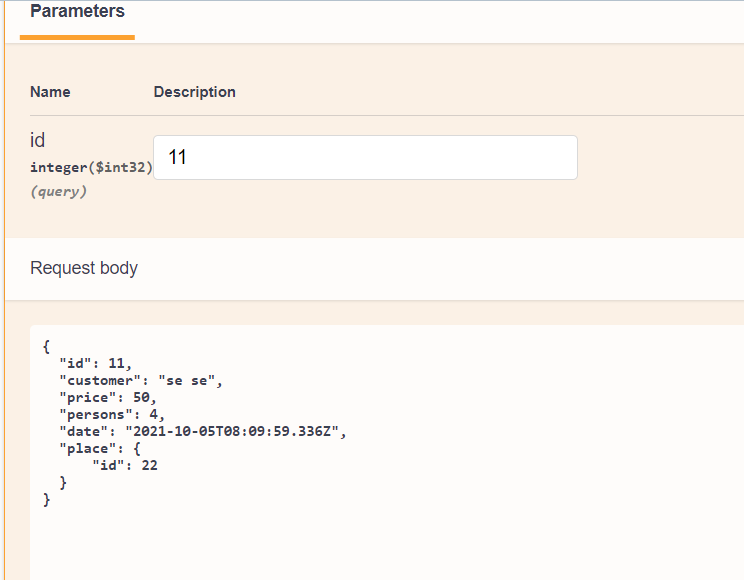 Parameters
Name Description
id
11
integer($int32)
(query)
Request body
{
"id": 11,
"customer": "se se",
"price": 50,
"persons": 4,
"date": "2021-10-05T08:09:59.336Z",
"place": {
"id": 22
}
}